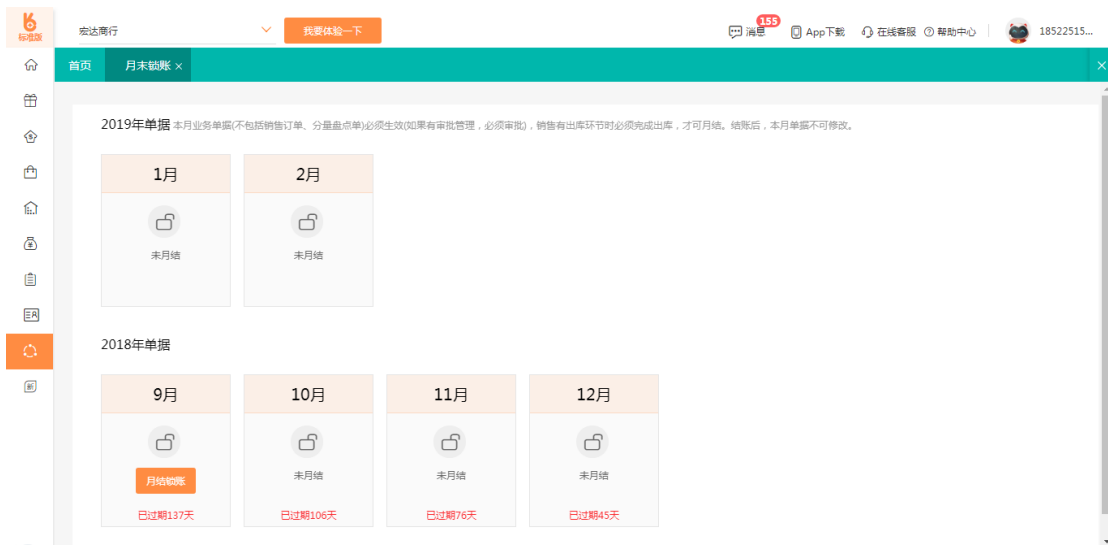 标准版
宏达商行
我要体验一下
155
消息
App下载
在线客服
帮助中心
18522515...
首页
月末锁账 ×
2019年单据 本月业务单据(不包括销售订单、分量盘点单)必须生效(如果有审批管理，必须审批)，销售有出库环节时必须完成出库，才可月结。结账后，本月单据不可修改。
1月
2月
未月结
未月结
2018年单据
9月
10月
11月
12月
月结锁账
未月结
未月结
未月结
已过期137天
已过期106天
已过期76天
已过期45天
新